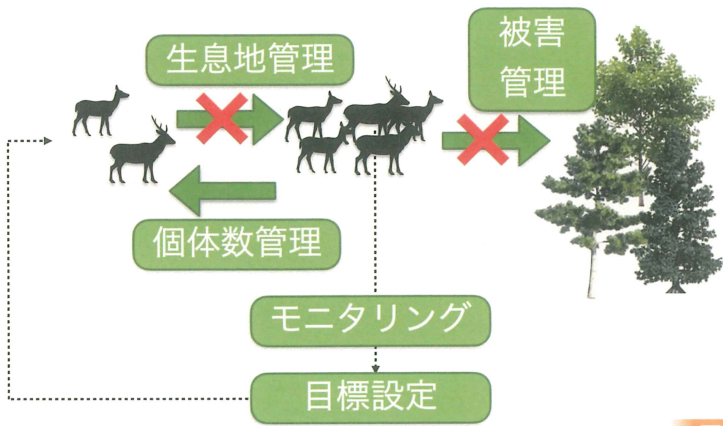 生息地管理
被害
管理
個体数管理
モニタリング
目標設定